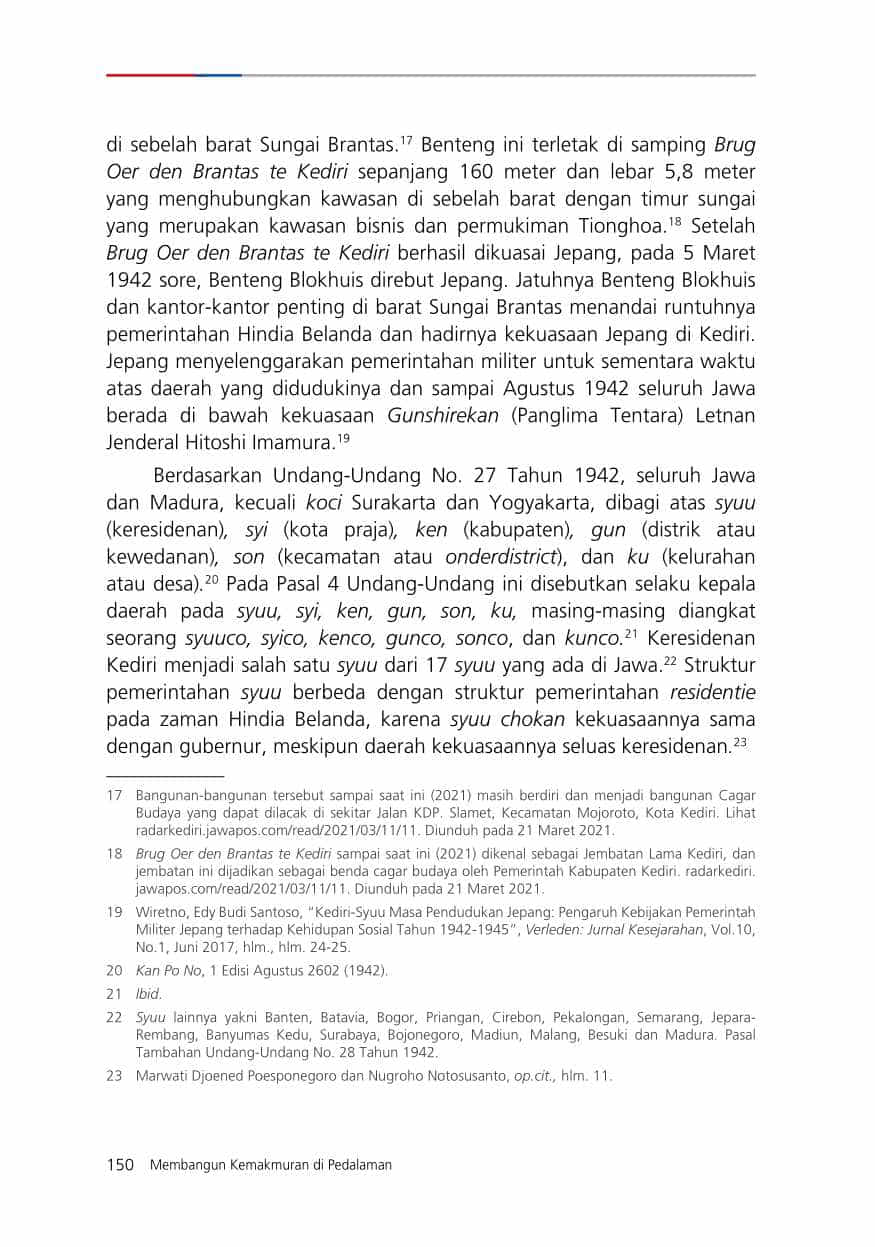 di sebelah barat Sungai Brantas.17 Benteng ini terletak di samping Brug
Oer den Brantas te Kediri sepanjang 160 meter dan lebar 5,8 meter
yang menghubungkan kawasan di sebelah barat dengan timur sungai
yang merupakan kawasan bisnis dan permukiman Tionghoa.18 Setelah
Brug Oer den Brantas te Kediri berhasil dikuasai Jepang, pada 5 Maret
1942 sore, Benteng Blokhuis direbut Jepang. Jatuhnya Benteng Blokhuis
dan kantor-kantor penting di barat Sungai Brantas menandai runtuhnya
pemerintahan Hindia Belanda dan hadirnya kekuasaan Jepang di Kediri.
Jepang menyelenggarakan pemerintahan militer untuk sementara waktu
atas daerah yang didudukinya dan sampai Agustus 1942 seluruh Jawa
berada di bawah kekuasaan Gunshirekan (Panglima Tentara) Letnan
Jenderal Hitoshi Imamura.19
Berdasarkan Undang-Undang No. 27 Tahun 1942, seluruh Jawa
dan Madura, kecuali koci Surakarta dan Yogyakarta, dibagi atas syuu
(keresidenan), syi (kota praja), ken (kabupaten), gun (distrik atau
kewedanan), son (kecamatan atau onderdistrict), dan ku (kelurahan
atau desa).20 Pada Pasal 4 Undang-Undang ini disebutkan selaku kepala
daerah pada syuu, syi, ken, gun, son, ku, masing-masing diangkat
seorang syuuco, syico, kenco, gunco, sonco, dan kunco.21 Keresidenan
Kediri menjadi salah satu syuu dari 17 syuu yang ada di Jawa.22 Struktur
pemerintahan syuu berbeda dengan struktur pemerintahan residentie
pada zaman Hindia Belanda, karena syuu chokan kekuasaannya sama
dengan gubernur, meskipun daerah kekuasaannya seluas keresidenan.23
17 Bangunan-bangunan tersebut sampai saat ini (2021) masih berdiri dan menjadi bangunan Cagar
Budaya yang dapat dilacak di sekitar Jalan KDP. Slamet, Kecamatan Mojoroto, Kota Kediri. Lihat
radarkediri.jawapos.com/read/2021/03/11/11. Diunduh pada 21 Maret 2021.
18 Brug Oer den Brantas te Kediri sampai saat ini (2021) dikenal sebagai Jembatan Lama Kediri, dan
jembatan ini dijadikan sebagai benda cagar budaya oleh Pemerintah Kabupaten Kediri. radarkediri.
jawapos.com/read/2021/03/11/11. Diunduh pada 21 Maret 2021.
19 Wiretno, Edy Budi Santoso, “Kediri-Syuu Masa Pendudukan Jepang: Pengaruh Kebijakan Pemerintah
Militer Jepang terhadap Kehidupan Sosial Tahun 1942-1945”, Verleden: Jurnal Kesejarahan, Vol.10,
No.1, Juni 2017, hlm., hlm. 24-25.
20 Kan Po No, 1 Edisi Agustus 2602 (1942).
21 Ibid.
22 Syuu lainnya yakni Banten, Batavia, Bogor, Priangan, Cirebon, Pekalongan, Semarang, Jepara-
Rembang, Banyumas Kedu, Surabaya, Bojonegoro, Madiun, Malang, Besuki dan Madura. Pasal
Tambahan Undang-Undang No. 28 Tahun 1942.
23 Marwati Djoened Poesponegoro dan Nugroho Notosusanto, op.cit., hlm. 11.
150 Membangun Kemakmuran di Pedalaman